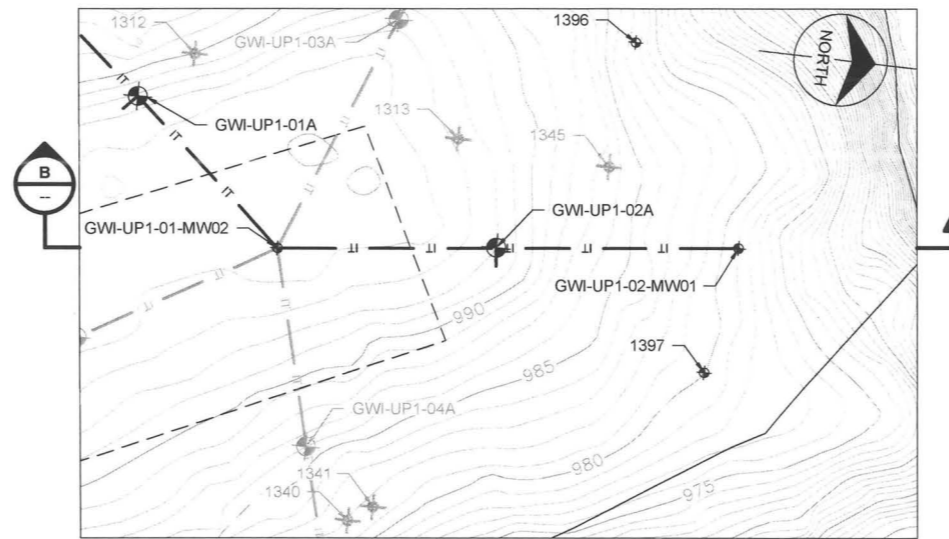 1312
GWI-UP1-03A
1396
NORTH
GWI-UP1-01A
1313
1345
B
--
GWI-UP1-01-MW02
GWI-UP1-02A
GWI-UP1-02-MW01
990
1397
985
GWI-UP1-04A
980
1341
1340
975